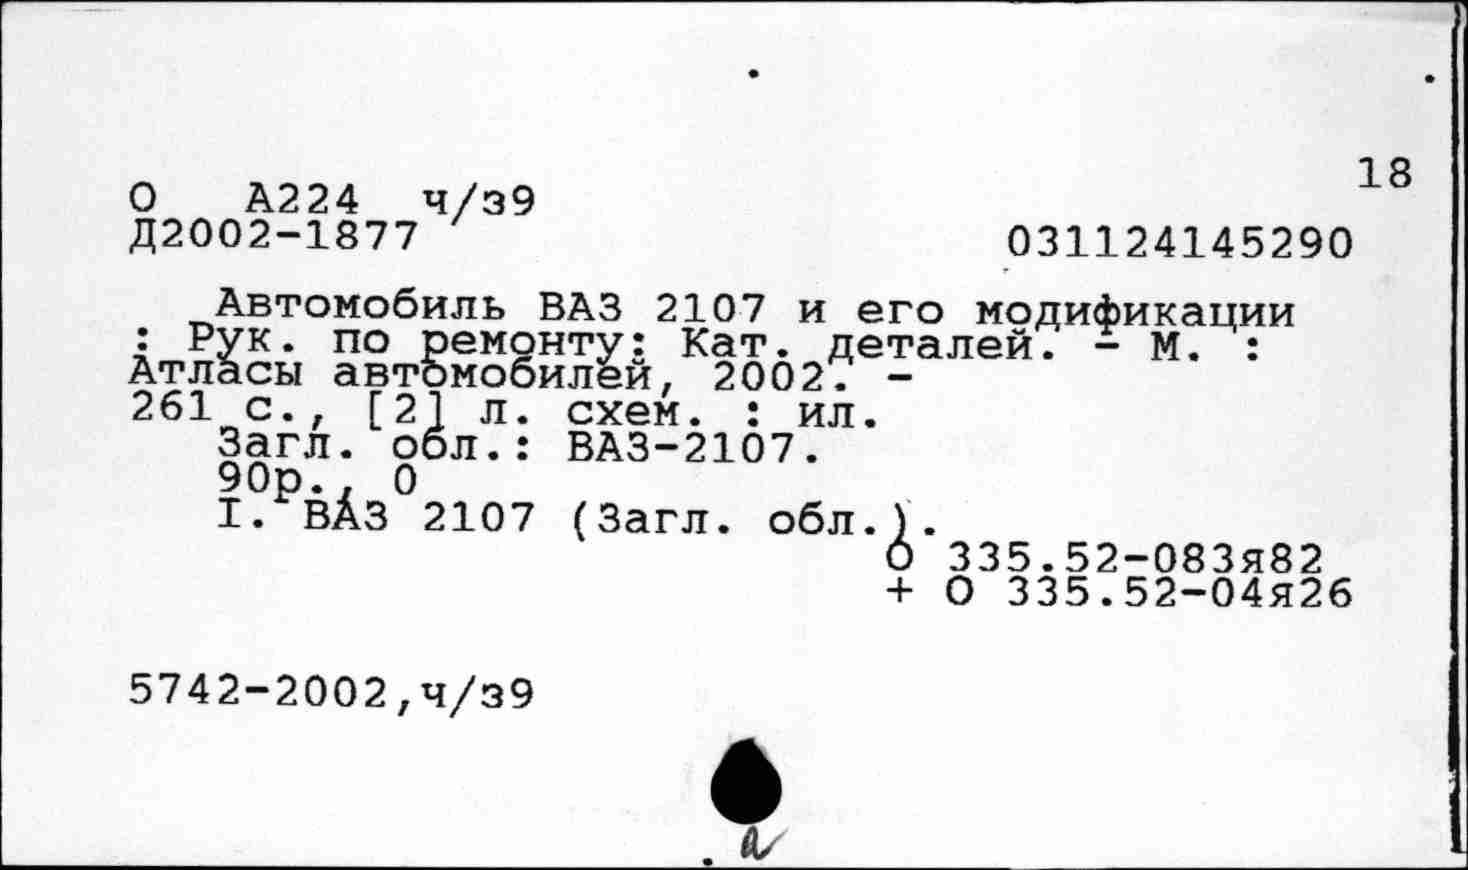 18
О А224 ч/з9
Д2002-1877
031124145290
Автомобиль ВАЗ 2107 и его модификации
: Рук. по ремонту: Кат. деталей. - М. :
Атласы автомобилей, 2002. -
261 с., [2] л. схем. : ил.
Загл. обл.: ВАЗ-2107.
90р., 0
I. ВАЗ 2107 (Загл. обл.).
О 335.52-083я82
+ О 335.52-04я26
5742-2002,ч/з9